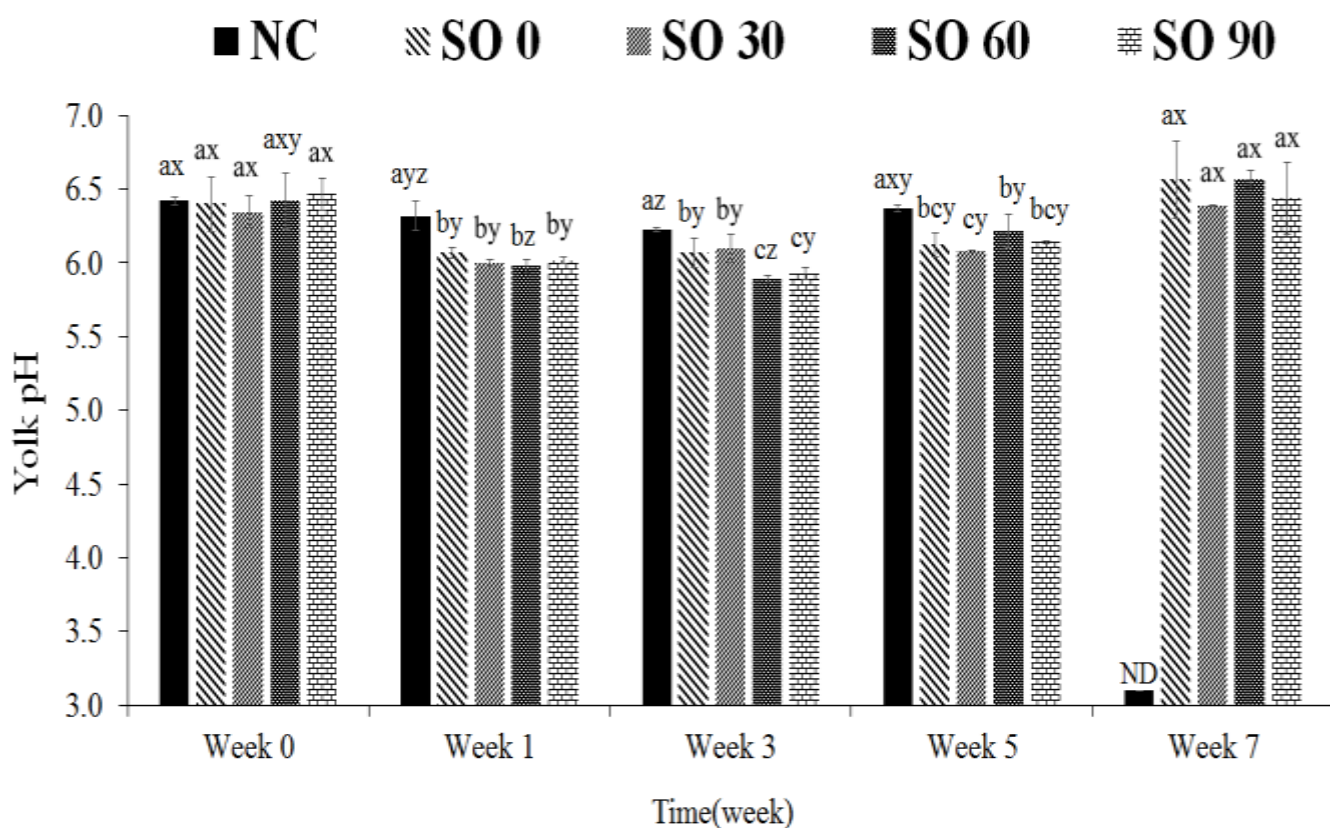 NC SO 0 SO 30 SO 60 SO 90
7.0
6.5
6.0
5.5
5.0
4.5
4.0
3.5
3.0
Yolk pH
ax ax ax axy ax
ayz by by bz by
az by by cz cy
axy bcy cy by bcy
ND ax ax ax ax
Week 0 Week 1 Week 3 Week 5 Week 7
Time(week)